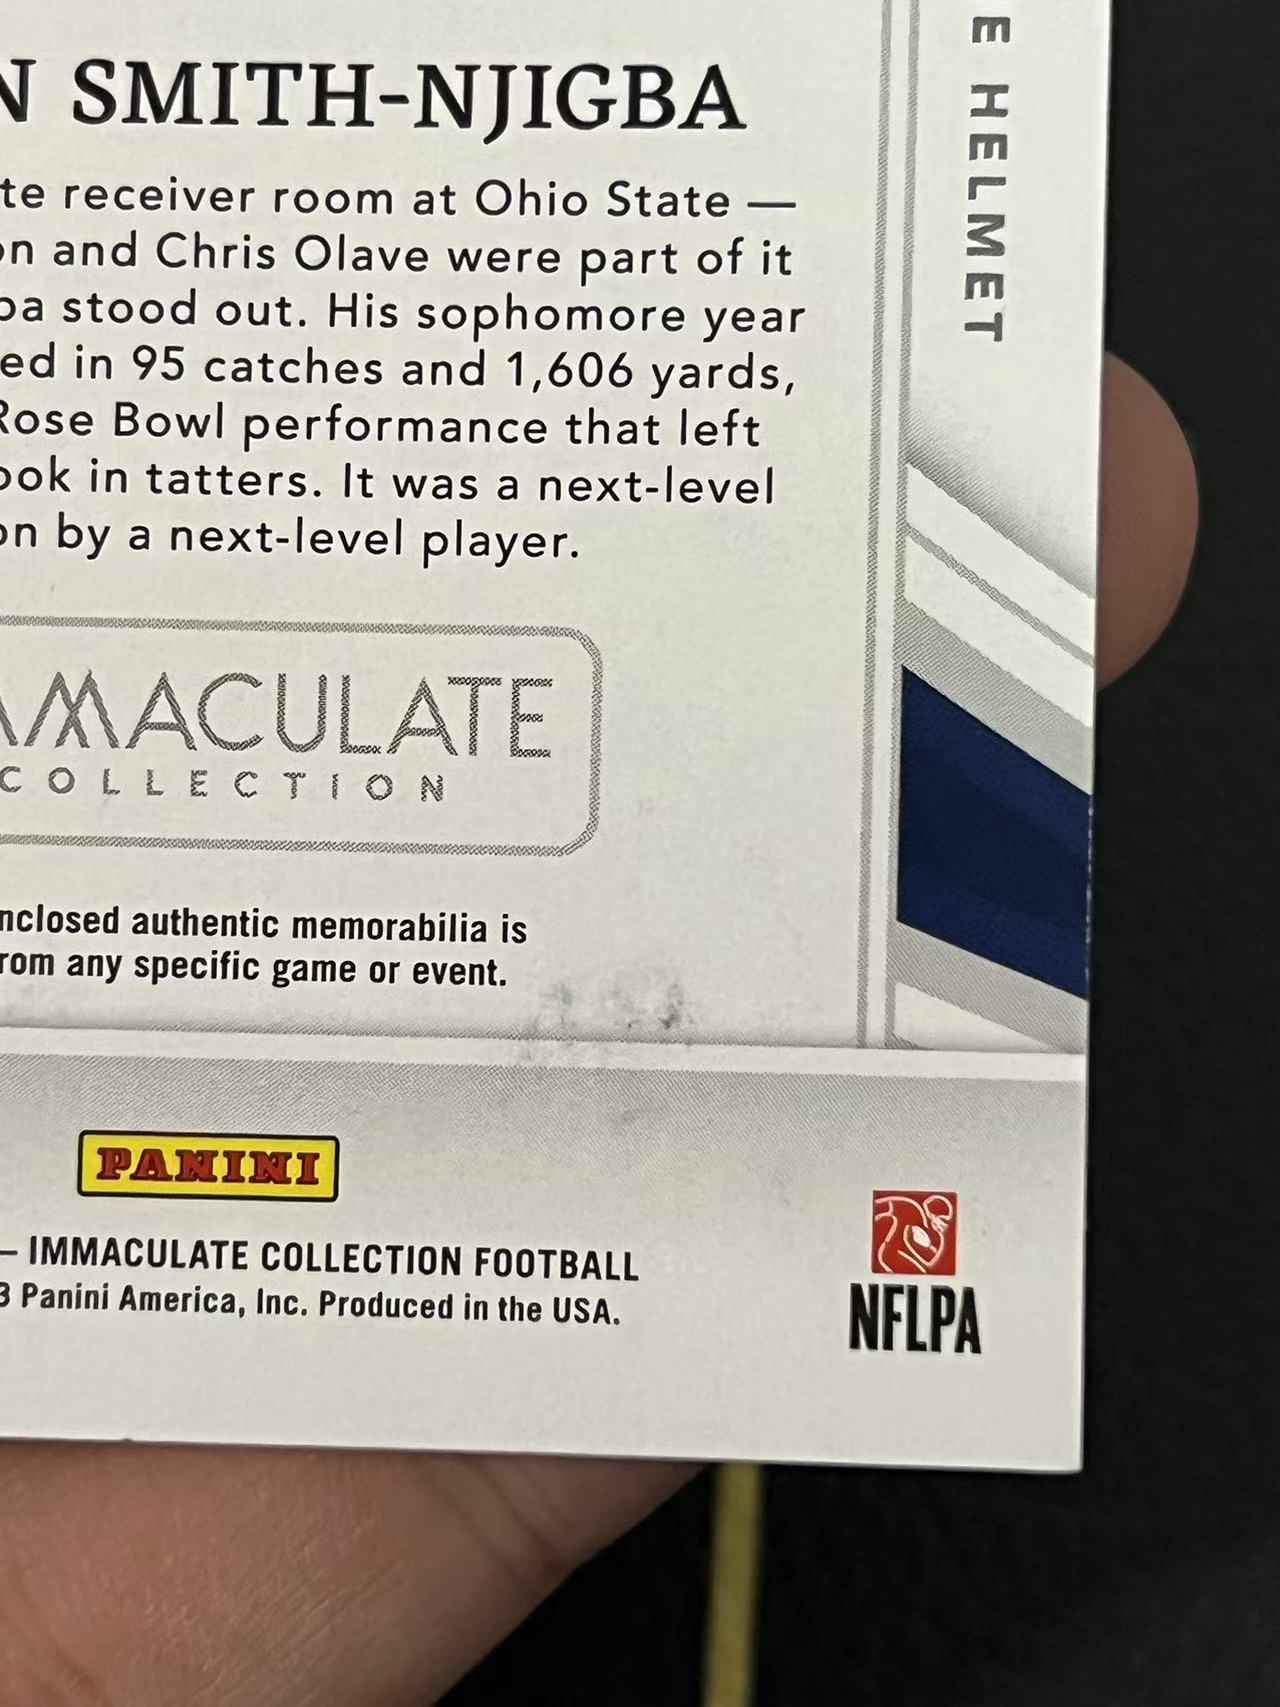 N SMITH-NJIGBA
te receiver room at Ohio State —
on and Chris Olave were part of it
ba stood out. His sophomore year
ed in 95 catches and 1,606 yards,
Rose Bowl performance that left
ook in tatters. It was a next-level
on by a next-level player.
E HELMET
MMACULATE
COLLECTION
nclosed authentic memorabilia is
rom any specific game or event.
PANINI
– IMMACULATE COLLECTION FOOTBALL
3 Panini America, Inc. Produced in the USA.
NFLPA